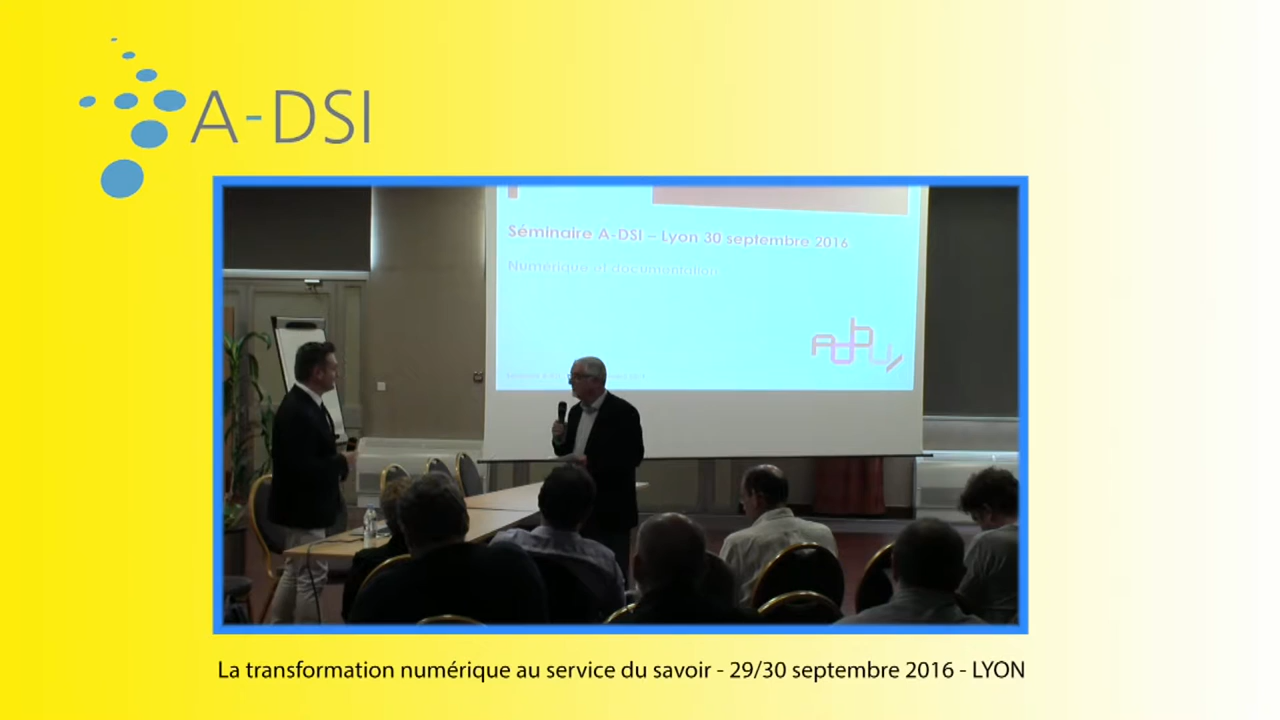 A-DSI
Séminaire A-DSI – Lyon 30 septembre 2016
Numérique et documentation
adbu
La transformation numérique au service du savoir - 29/30 septembre 2016 - LYON